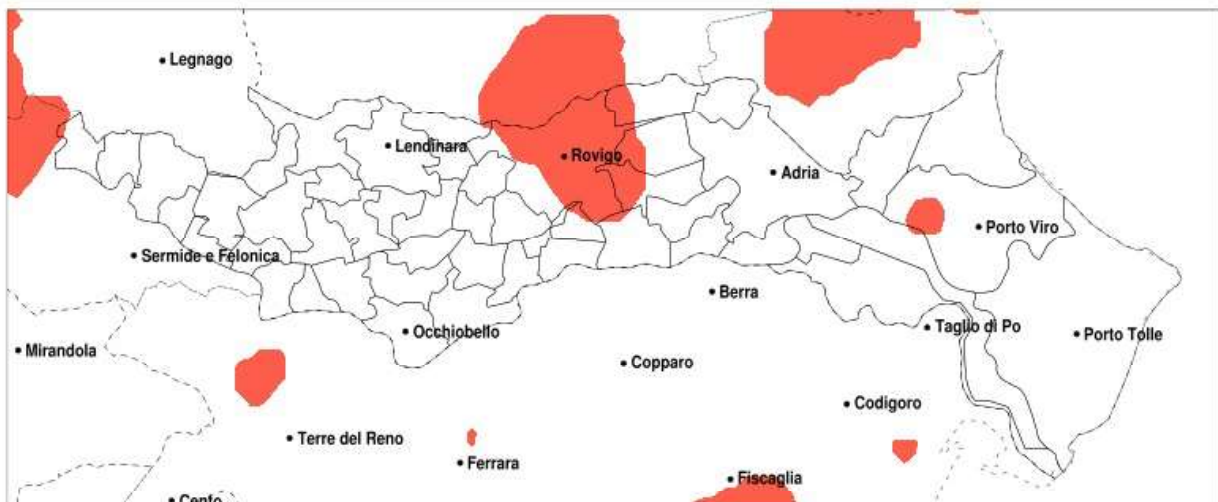 Legnago
Lendinara
Rovigo
Adria
Porto Viro
Sermide e Felonica
Berra
Occhiobello
Taglio di Po
Porto Tolle
Mirandola
Copparo
Codigoro
Terre del Reno
Ferrara
Fiscaglia
Cento